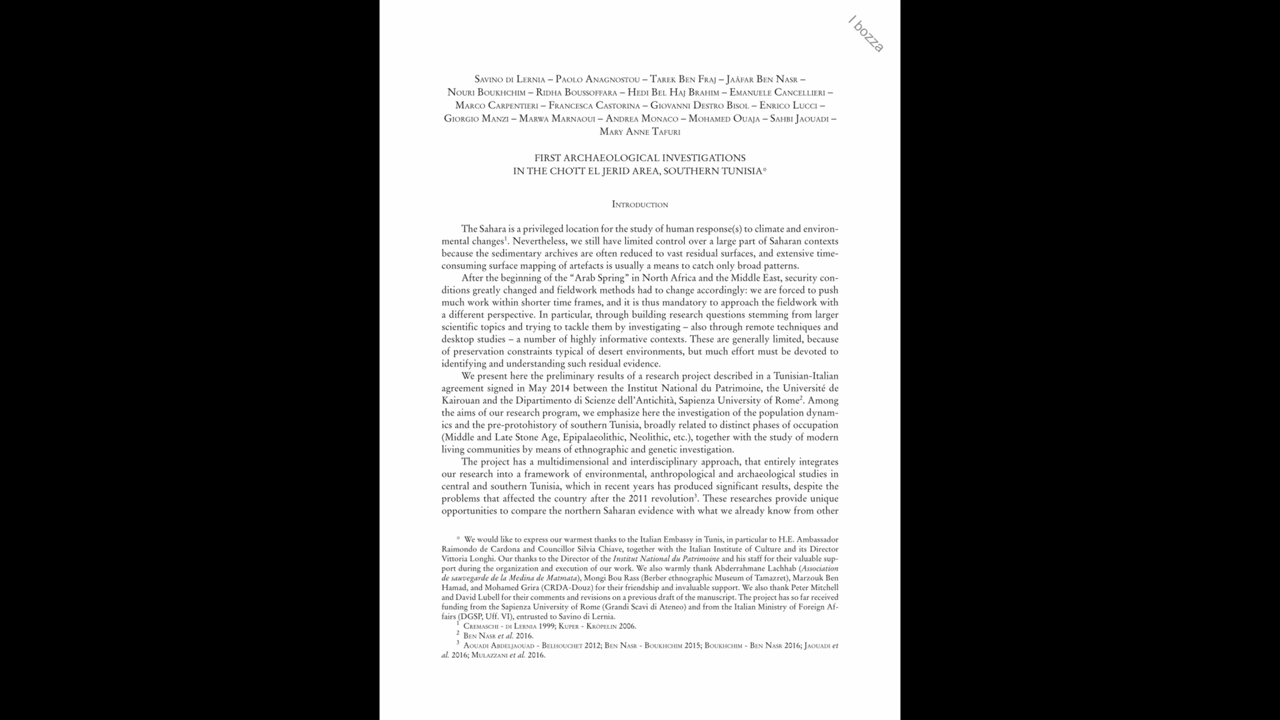 I bozza
Savino di Lernia – Paolo Anagnostou – Tarek Ben Fraj – Jaâfar Ben Nasr –
Nouri Boukhchim – Ridha Boussoffara – Hedi Bel Haj Brahim – Emanuele Cancellieri –
Marco Carpentieri – Francesca Castorina – Giovanni Destro Bisol – Enrico Lucci –
Giorgio Manzi – Marwa Marnaoui – Andrea Monaco – Mohamed Ouaja – Sahbi Jaouadi –
Mary Anne Tafuri
FIRST ARCHAEOLOGICAL INVESTIGATIONS
IN THE CHOTT EL JERID AREA, SOUTHERN TUNISIA*
Introduction
The Sahara is a privileged location for the study of human response(s) to climate and environ-
mental changes1. Nevertheless, we still have limited control over a large part of Saharan contexts
because the sedimentary archives are often reduced to vast residual surfaces, and extensive time-
consuming surface mapping of artefacts is usually a means to catch only broad patterns.
After the beginning of the “Arab Spring” in North Africa and the Middle East, security con-
ditions greatly changed and fieldwork methods had to change accordingly: we are forced to push
much work within shorter time frames, and it is thus mandatory to approach the fieldwork with
a different perspective. In particular, through building research questions stemming from larger
scientific topics and trying to tackle them by investigating – also through remote techniques and
desktop studies – a number of highly informative contexts. These are generally limited, because
of preservation constraints typical of desert environments, but much effort must be devoted to
identifying and understanding such residual evidence.
We present here the preliminary results of a research project described in a Tunisian-Italian
agreement signed in May 2014 between the Institut National du Patrimoine, the Université de
Kairouan and the Dipartimento di Scienze dell’Antichità, Sapienza University of Rome2. Among
the aims of our research program, we emphasize here the investigation of the population dynam-
ics and the pre-protohistory of southern Tunisia, broadly related to distinct phases of occupation
(Middle and Late Stone Age, Epipalaeolithic, Neolithic, etc.), together with the study of modern
living communities by means of ethnographic and genetic investigation.
The project has a multidimensional and interdisciplinary approach, that entirely integrates
our research into a framework of environmental, anthropological and archaeological studies in
central and southern Tunisia, which in recent years has produced significant results, despite the
problems that affected the country after the 2011 revolution3. These researches provide unique
opportunities to compare the northern Saharan evidence with what we already know from other
* We would like to express our warmest thanks to the Italian Embassy in Tunis, in particular to H.E. Ambassador
Raimondo de Cardona and Councillor Silvia Chiave, together with the Italian Institute of Culture and its Director
Vittoria Longhi. Our thanks to the Director of the Institut National du Patrimoine and his staff for their valuable sup-
port during the organization and execution of our work. We also warmly thank Abderrahmane Lachhab (Association
de sauvegarde de la Medina de Matmata), Mongi Bou Rass (Berber ethnographic Museum of Tamazret), Marzouk Ben
Hamad, and Mohamed Grira (CRDA-Douz) for their friendship and invaluable support. We also thank Peter Mitchell
and David Lubell for their comments and revisions on a previous draft of the manuscript. The project has so far received
funding from the Sapienza University of Rome (Grandi Scavi di Ateneo) and from the Italian Ministry of Foreign Af-
fairs (DGSP, Uff. VI), entrusted to Savino di Lernia.
1 Cremaschi - di Lernia 1999; Kuper - Kröpelin 2006.
2 Ben Nasr et al. 2016.
3 Aouadi Abdeljaouad - Belhouchet 2012; Ben Nasr - Boukhchim 2015; Boukhchim - Ben Nasr 2016; Jaouadi et
al. 2016; Mulazzani et al. 2016.